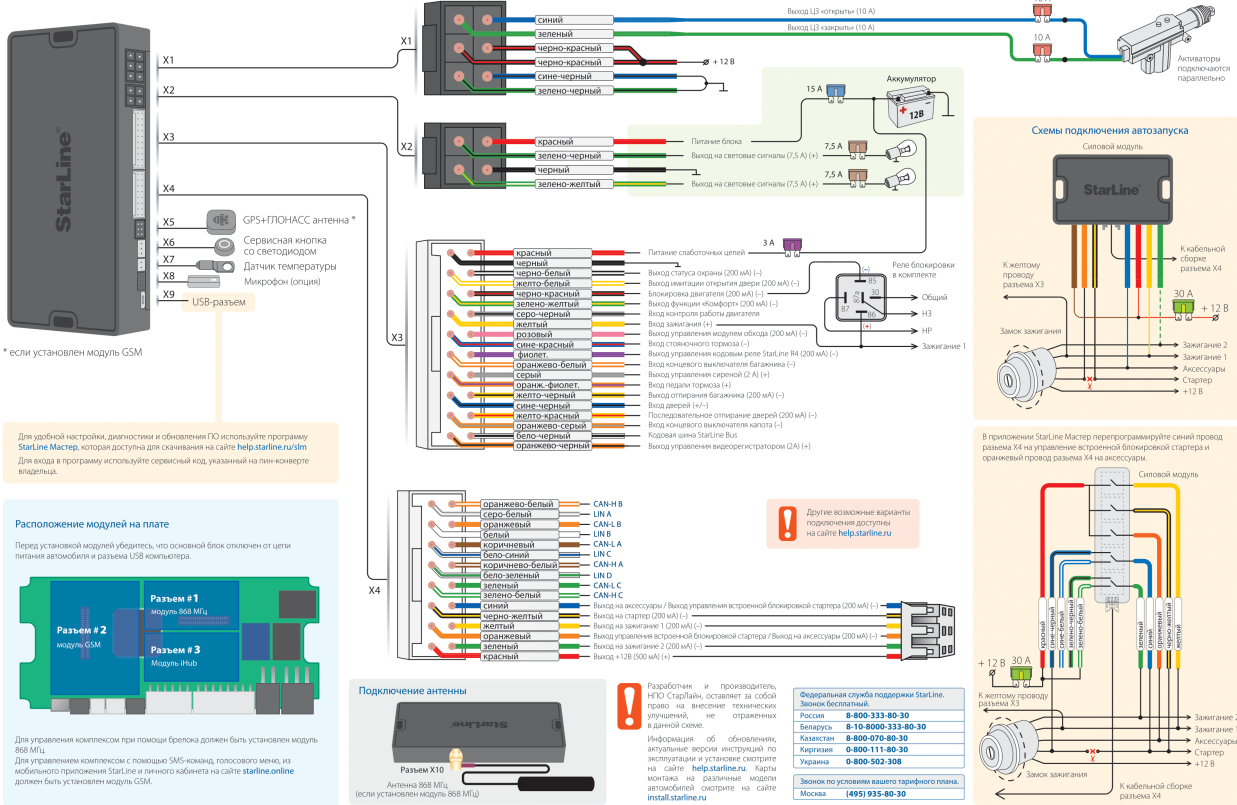 StarLine®
X1
X2
X3
X4
X5
X6
X7
X8
X9
GPS+ГЛОНАСС антенна *
Сервисная кнопка
со светодиодом
Датчик температуры
Микрофон (опция)
USB-разъем
* если установлен модуль GSM
Для удобной настройки, диагностики и обновления ПО используйте программу
StarLine Мастер, которая доступна для скачивания на сайте help.starline.ru/slm
Для входа в программу используйте сервисный код, указанный на пин-конверте
владельца.
Расположение модулей на плате
Перед установкой модулей убедитесь, что основной блок отключен от цепи
питания автомобиля и разъема USB компьютера.
Разъем #1
модуль 868 МГц
Разъем #2
модуль GSM
Разъем #3
Модуль iHub
Для управления комплексом при помощи брелока должен быть установлен модуль
868 МГц.
Для управлением комплексом с помощью SMS-команд, голосового меню, из
мобильного приложения StarLine и личного кабинета на сайте starline.online
должен быть установлен модуль GSM.
X1
синий
зеленый
черно-красный
черно-красный
сине-черный
зелено-черный
+ 12 В
Выход ЦЗ «открыть» (10 А)
Выход ЦЗ «закрыть» (10 А)
10 А
Активаторы
подключаются
параллельно
X2
красный
зелено-черный
черный
зелено-желтый
Питание блока
Выход на световые сигналы (7,5 А) (+)
Выход на световые сигналы (7,5 А) (+)
15 А
7,5 А
7,5 А
Аккумулятор
12В
X3
красный Питание слаботочных цепей
черный
черно-белый Выход статуса охраны (200 мА) (–)
желто-белый Выход имитации открытия двери (200 мА) (–)
черно-красный Блокировка двигателя (200 мА) (–)
зелено-желтый Выход функции «Комфорт» (200 мА) (–)
серо-черный Вход контроля работы двигателя
желтый Вход зажигания (+)
розовый Выход управления модулем обхода (200 мА) (–)
сине-красный Вход стояночного тормоза (–)
фиолет. Выход управления кодовым реле StarLine R4 (200 мА) (–)
оранжево-белый Вход концевого выключателя багажника (–)
серый Выход управления сиреной (2 А) (+)
оранж.-фиолет. Вход педали тормоза (+)
желто-черный Выход отпирания багажника (200 мА) (–)
сине-черный Вход дверей (+/–)
желто-красный Последовательное отпирание дверей (200 мА) (–)
оранжево-серый Вход концевого выключателя капота (–)
бело-черный Кодовая шина StarLine Bus
оранжево-черный Выход управления видеорегистратором (2А) (+)
3 А
Реле блокировки
в комплекте
(–)
85
30
87a
87
86
(+)
Общий
НЗ
НР
Зажигание 1
X4
оранжево-белый CAN-H B
серо-белый LIN A
оранжевый CAN-L B
белый LIN B
коричневый CAN-L A
бело-синий LIN C
коричнево-белый CAN-H A
бело-зеленый LIN D
зеленый CAN-L C
зелено-белый CAN-H C
синий Выход на аксессуары / Выход управления встроенной блокировкой стартера (200 мА) (–)
черно-желтый Выход на стартер (200 мА) (–)
желтый Выход на зажигание 1 (200 мА) (–)
оранжевый Выход управления встроенной блокировкой стартера / Выход на аксессуары (200 мА) (–)
зеленый Выход на зажигание 2 (200 мА) (–)
красный Выход +12В (500 мА) (+)
Другие возможные варианты
подключения доступны
на сайте help.starline.ru
Подключение антенны
StarLine
Разъем X10
Антенна 868 МГц
(если установлен модуль 868 МГц)
Разработчик и производитель,
НПО СтарЛайн, оставляет за собой
право на внесение технических
улучшений, не отраженных
в данной схеме.
Информация об обновлениях,
актуальные версии инструкций по
эксплуатации и установке смотрите
на сайте help.starline.ru. Карты
монтажа на различные модели
автомобилей смотрите на сайте
install.starline.ru
Федеральная служба поддержки StarLine.
Звонок бесплатный.
Россия 8-800-333-80-30
Беларусь 8-10-8000-333-80-30
Казахстан 8-800-070-80-30
Киргизия 0-800-111-80-30
Украина 0-800-502-308
Звонок по условиям вашего тарифного плана.
Москва (495) 935-80-30
Схемы подключения автозапуска
Силовой модуль
StarLine®
К кабельной
сборке
разъема X4
К желтому
проводу
разъема X3
30 А
+ 12 В
Замок зажигания
Зажигание 2
Зажигание 1
Аксессуары
Стартер
+12 В
В приложении StarLine Мастер перепрограммируйте синий провод
разъема X4 на управление встроенной блокировкой стартера и
оранжевый провод разъема X4 на аксессуары.
Силовой модуль
красный
сине-черный
сине-белый
зелено-черный
зелено-белый
зеленый
синий
оранжевый
черно-желтый
желтый
+ 12 В 30 А
К желтому проводу
разъема X3
Зажигание 2
Зажигание 1
Аксессуары
Стартер
+12 В
Замок зажигания
К кабельной сборке
разъема X4